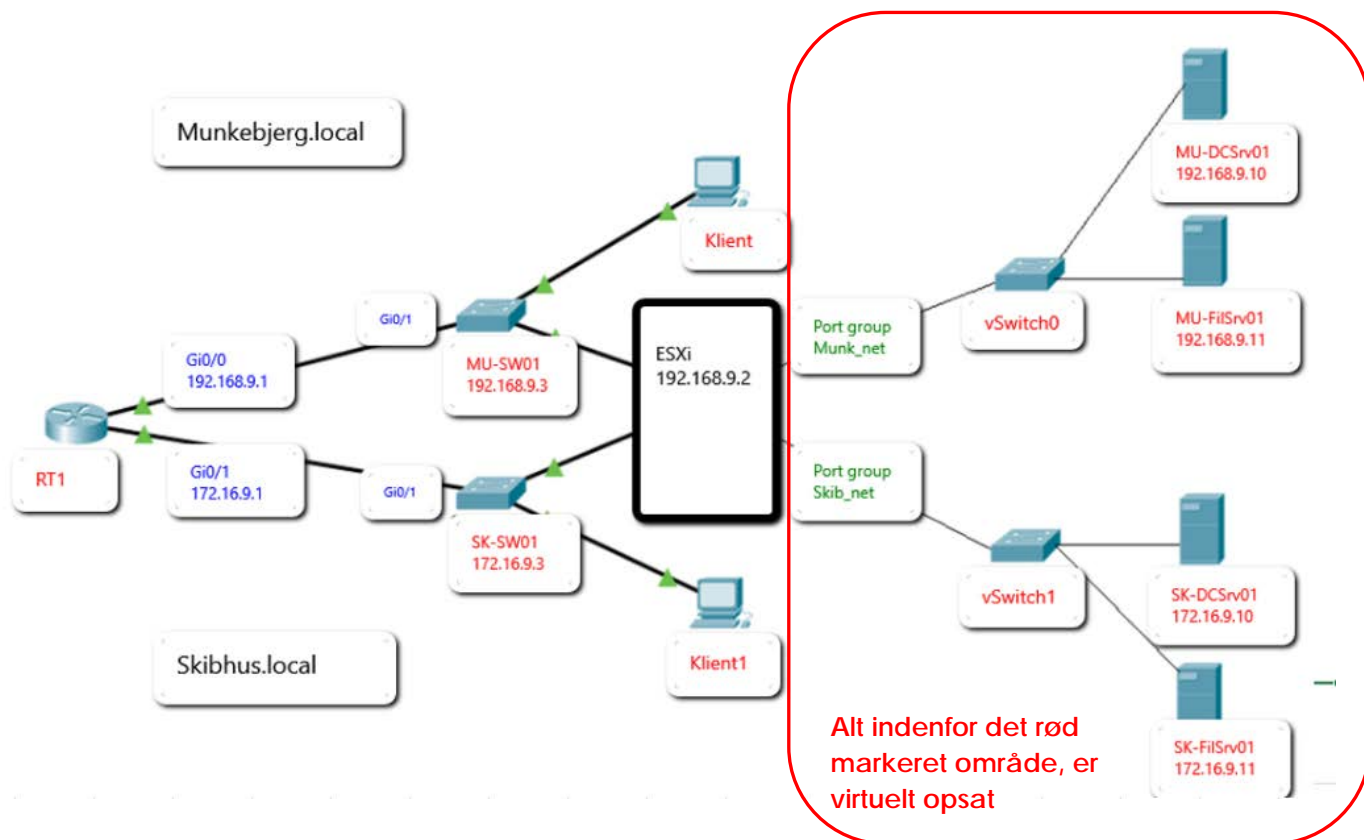 Munkebjerg.local
Klient
Gi0/1
Gi0/0
192.168.9.1
MU-SW01
192.168.9.3
RT1
Gi0/1
172.16.9.1
Gi0/1
SK-SW01
172.16.9.3
Klient1
Skibhus.local
ESXi
192.168.9.2
Port group
Munk_net
vSwitch0
MU-DCSrv01
192.168.9.10
MU-FilSrv01
192.168.9.11
Port group
Skib_net
vSwitch1
SK-DCSrv01
172.16.9.10
SK-FilSrv01
172.16.9.11
Alt indenfor det rød
markeret område, er
virtuelt opsat